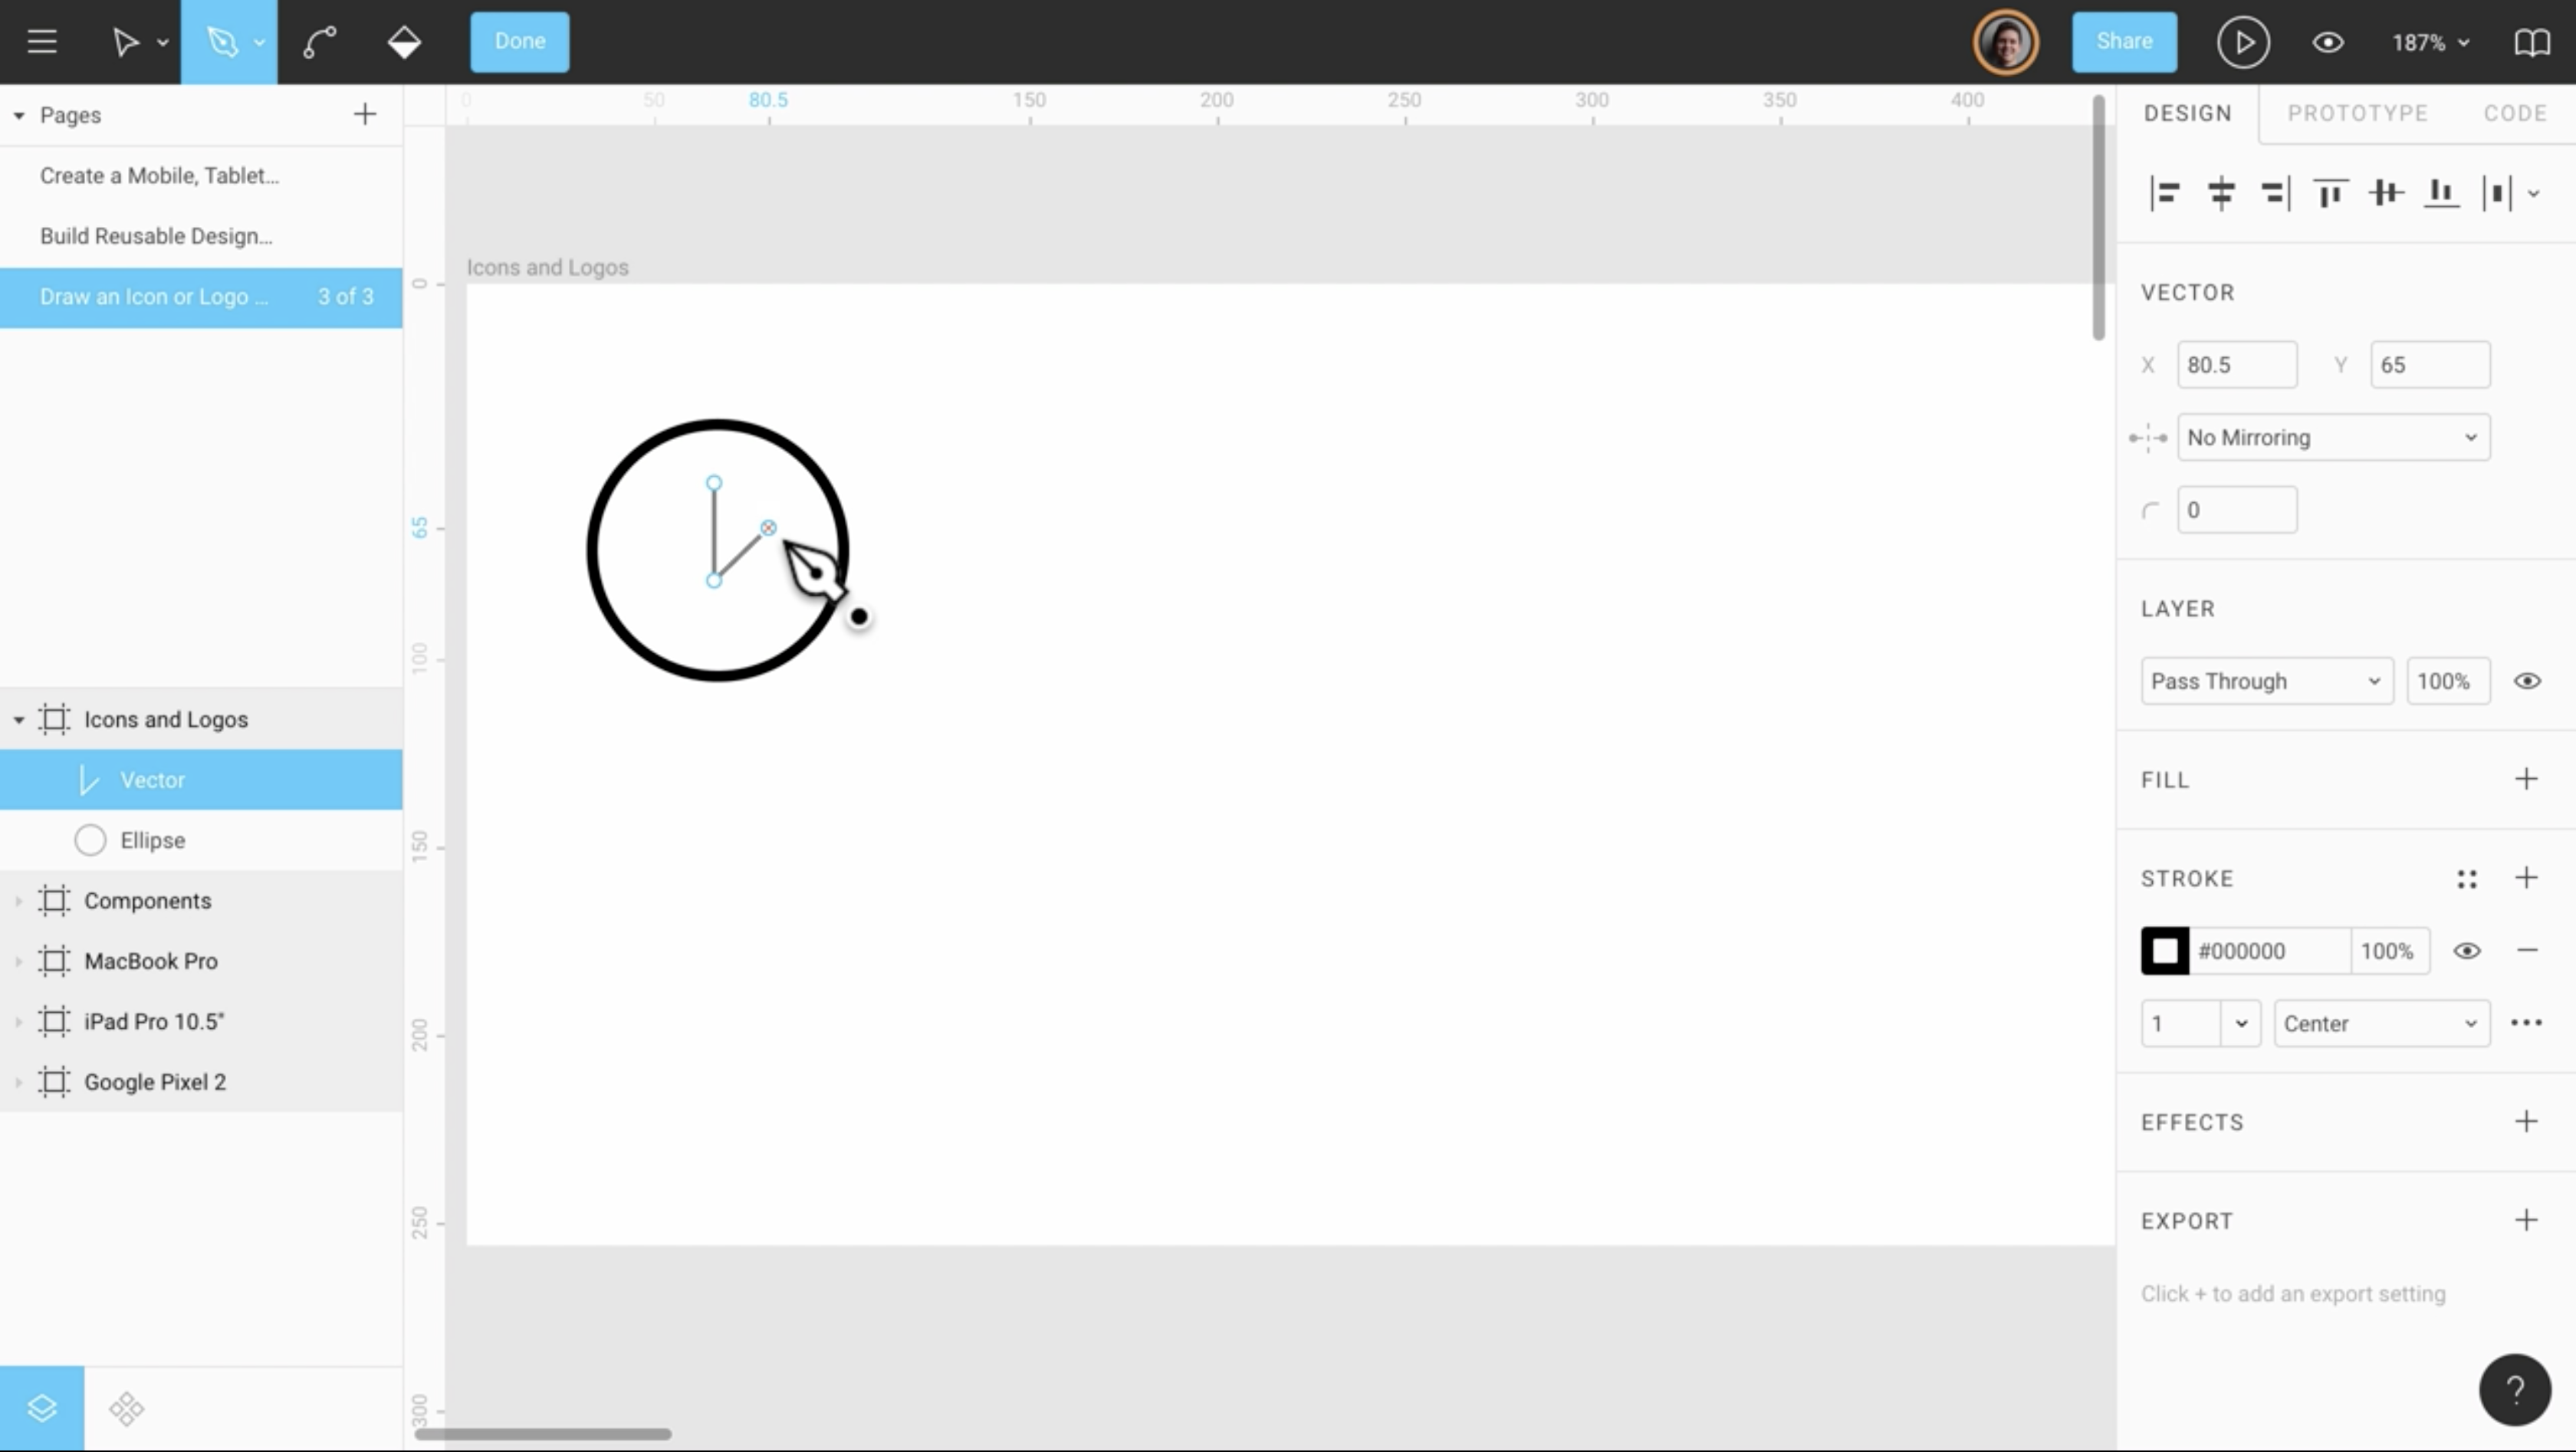 Done
Share
187%
Pages
Create a Mobile, Tablet...
Build Reusable Design...
Draw an Icon or Logo ... 3 of 3
Icons and Logos
Vector
Ellipse
Components
MacBook Pro
iPad Pro 10.5"
Google Pixel 2
0 50 80.5 150 200 250 300 350 400
Icons and Logos
0
65
100
150
200
250
300
DESIGN PROTOTYPE CODE
VECTOR
X 80.5 Y 65
No Mirroring
0
LAYER
Pass Through 100%
FILL
STROKE
#000000 100%
1 Center
EFFECTS
EXPORT
Click + to add an export setting
?